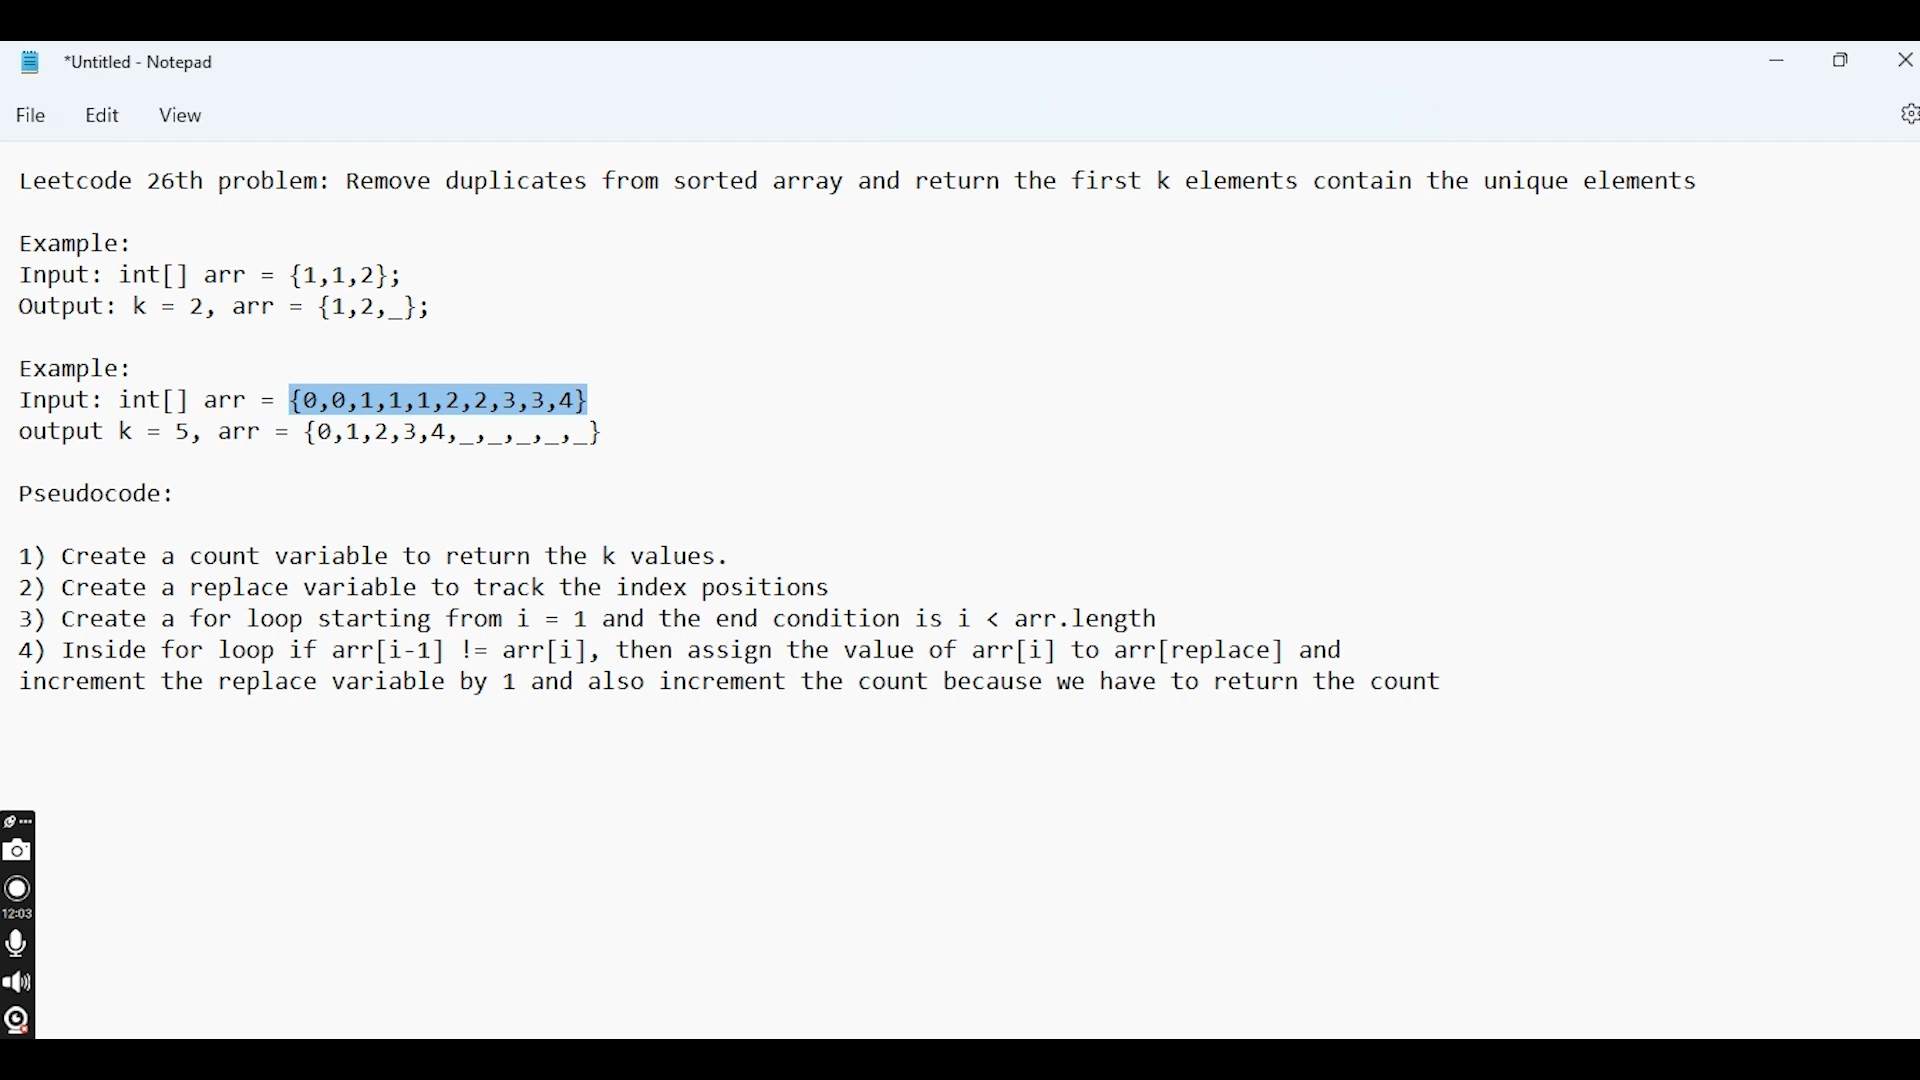 *Untitled - Notepad
File Edit View
Leetcode 26th problem: Remove duplicates from sorted array and return the first k elements contain the unique elements
Example:
Input: int[] arr = {1,1,2};
Output: k = 2, arr = {1,2,_};
Example:
Input: int[] arr = {0,0,1,1,1,2,2,3,3,4}
output k = 5, arr = {0,1,2,3,4,_,_,_,_,_}
Pseudocode:
1) Create a count variable to return the k values.
2) Create a replace variable to track the index positions
3) Create a for loop starting from i = 1 and the end condition is i < arr.length
4) Inside for loop if arr[i-1] != arr[i], then assign the value of arr[i] to arr[replace] and
increment the replace variable by 1 and also increment the count because we have to return the count
12:03